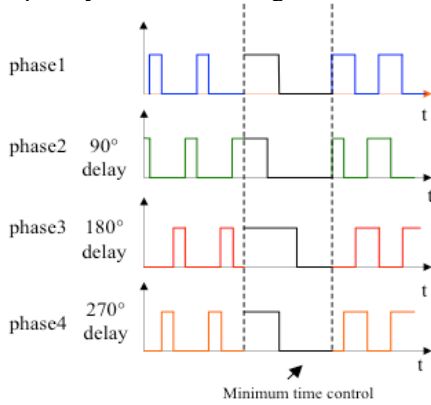 phase1
t
phase2 90°
delay
t
phase3 180°
delay
t
phase4 270°
delay
t
Minimum time control